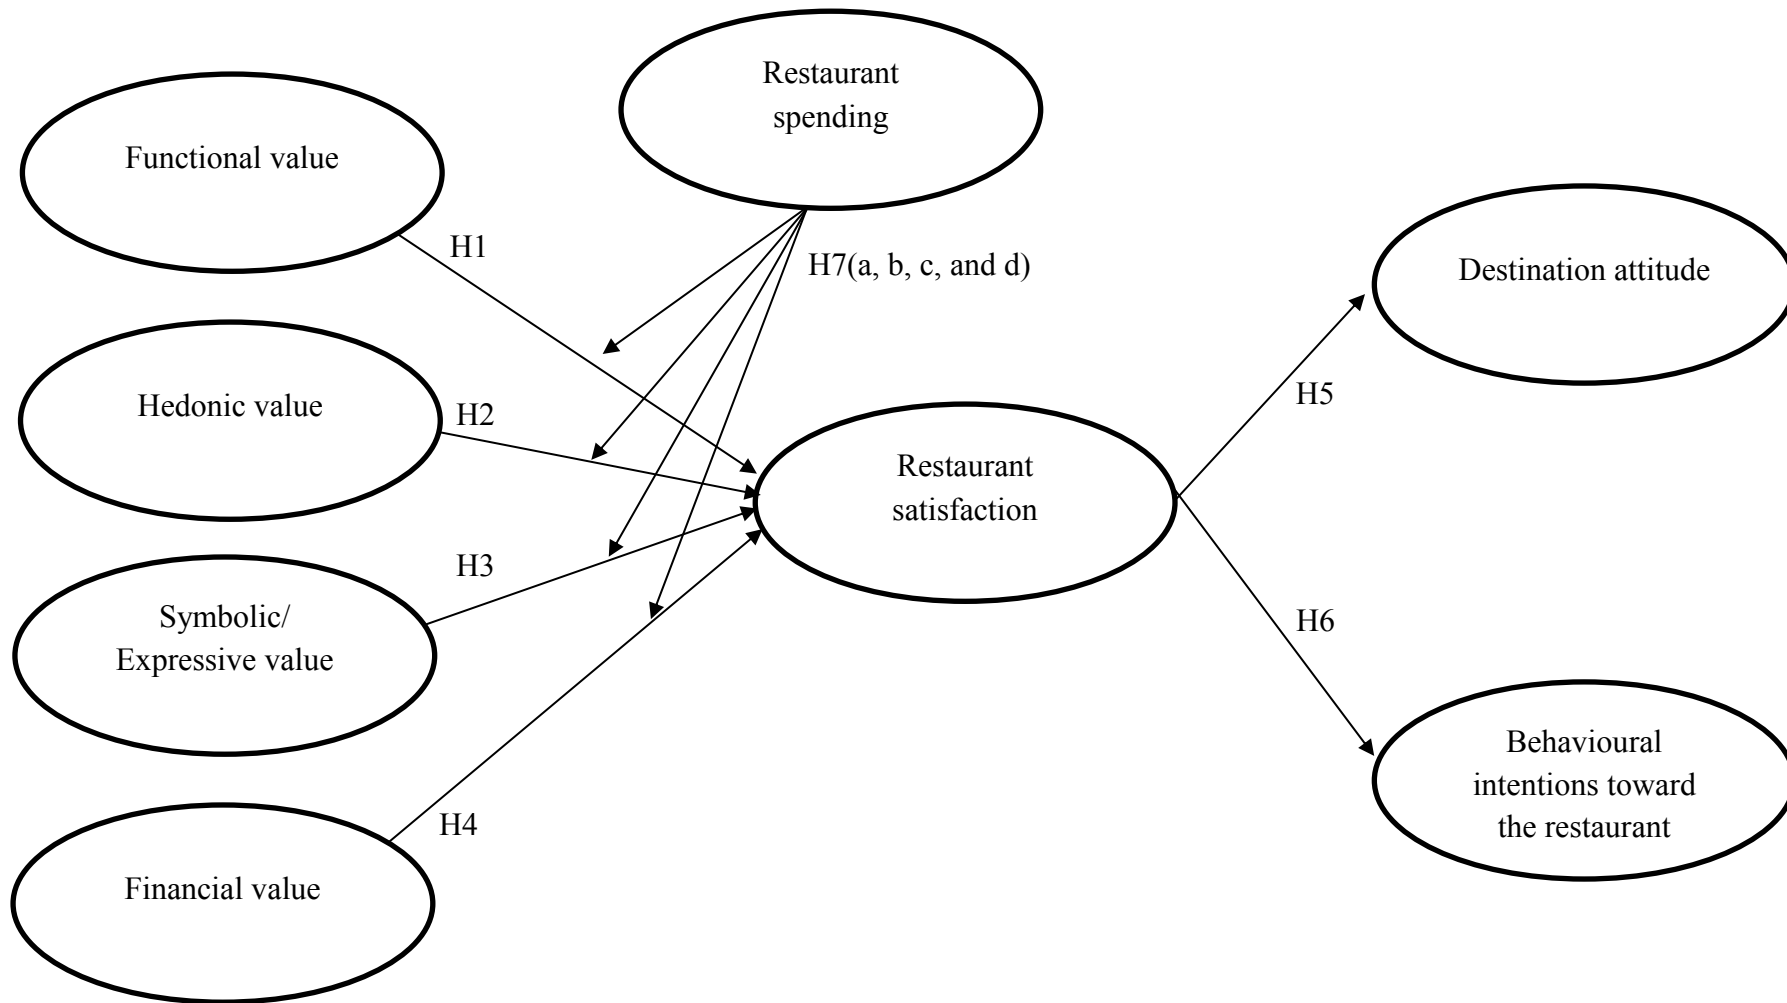 Restaurant
spending
Functional value
H1
H7(a, b, c, and d)
Destination attitude
Hedonic value
H2
H5
Restaurant
satisfaction
H3
Symbolic/
Expressive value
H6
Behavioural
intentions toward
the restaurant
H4
Financial value